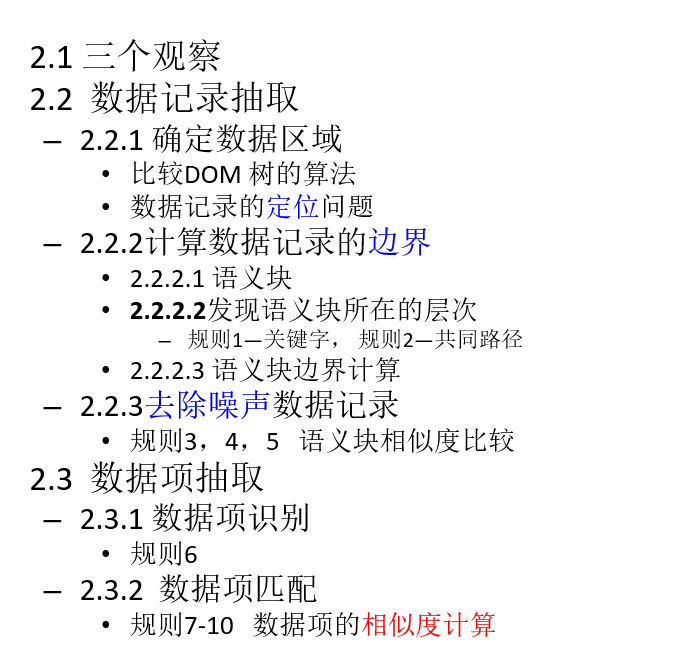 2.1 三个观察
2.2 数据记录抽取
– 2.2.1 确定数据区域
• 比较DOM 树的算法
• 数据记录的定位问题
– 2.2.2计算数据记录的边界
• 2.2.2.1 语义块
• 2.2.2.2发现语义块所在的层次
– 规则1—关键字， 规则2—共同路径
• 2.2.2.3 语义块边界计算
– 2.2.3去除噪声数据记录
• 规则3，4，5 语义块相似度比较
2.3 数据项抽取
– 2.3.1 数据项识别
• 规则6
– 2.3.2 数据项匹配
• 规则7-10 数据项的相似度计算